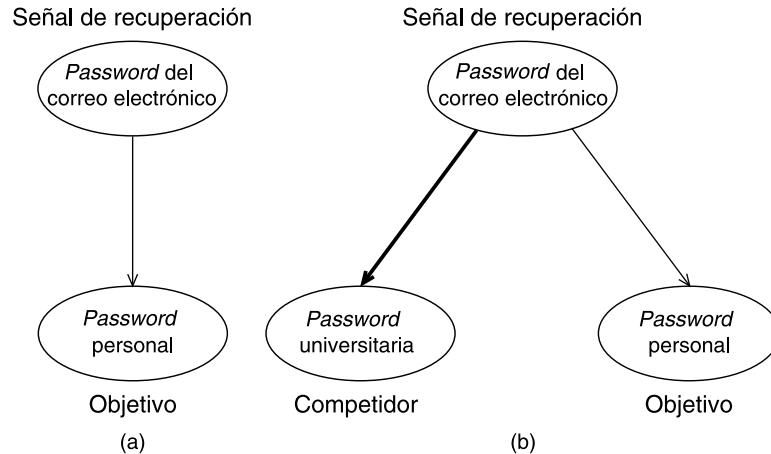 Señal de recuperación
Password del
correo electrónico
Password
personal
Objetivo
(a)
Señal de recuperación
Password del
correo electrónico
Password
universitaria
Competidor
Password
personal
Objetivo
(b)